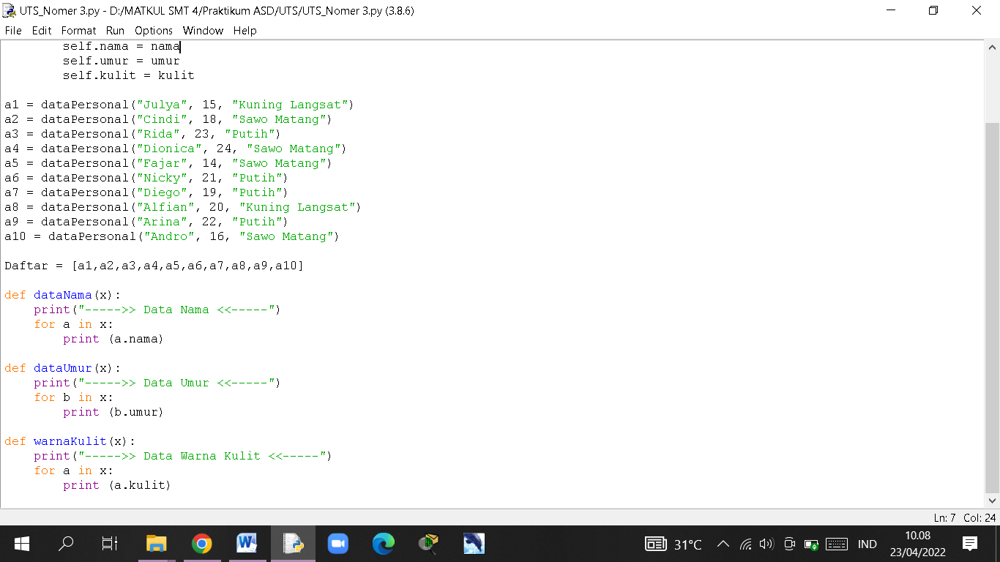 UTS_Nomer 3.py - D:/MATKUL SMT 4/Praktikum ASD/UTS/UTS_Nomer 3.py (3.8.6)
File Edit Format Run Options Window Help
        self.nama = nama
        self.umur = umur
        self.kulit = kulit

a1 = dataPersonal("Julya", 15, "Kuning Langsat")
a2 = dataPersonal("Cindi", 18, "Sawo Matang")
a3 = dataPersonal("Rida", 23, "Putih")
a4 = dataPersonal("Dionica", 24, "Sawo Matang")
a5 = dataPersonal("Fajar", 14, "Sawo Matang")
a6 = dataPersonal("Nicky", 21, "Putih")
a7 = dataPersonal("Diego", 19, "Putih")
a8 = dataPersonal("Alfian", 20, "Kuning Langsat")
a9 = dataPersonal("Arina", 22, "Putih")
a10 = dataPersonal("Andro", 16, "Sawo Matang")

Daftar = [a1,a2,a3,a4,a5,a6,a7,a8,a9,a10]

def dataNama(x):
    print("----->> Data Nama <<-----")
    for a in x:
        print (a.nama)

def dataUmur(x):
    print("----->> Data Umur <<-----")
    for b in x:
        print (b.umur)

def warnaKulit(x):
    print("----->> Data Warna Kulit <<-----")
    for a in x:
        print (a.kulit)
Ln: 7 Col: 24
31°C
IND
10.08
23/04/2022